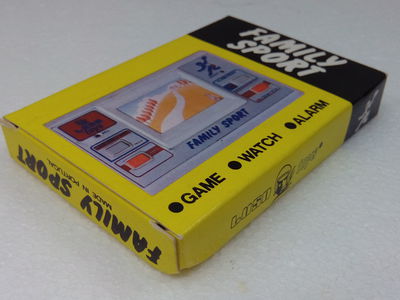 FAMILY
SPORT
FAMILY SPORT
● GAME ● WATCH ● ALARM
FAMILY SPORT
MADE IN PORTUGAL